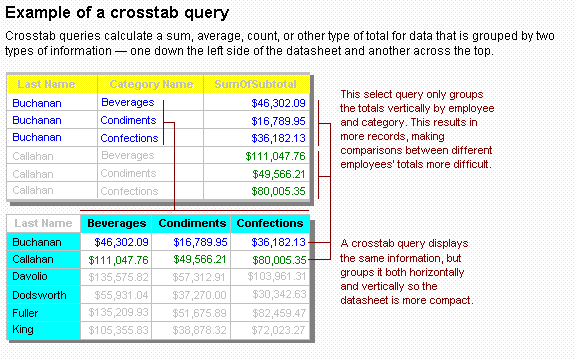 Example of a crosstab query
Crosstab queries calculate a sum, average, count, or other type of total for data that is grouped by two
types of information — one down the left side of the datasheet and another across the top.
Last Name Category Name SumOfSubtotal
Buchanan Beverages $46,302.09
Buchanan Condiments $16,789.95
Buchanan Confections $36,182.13
Callahan Beverages $111,047.76
Callahan Condiments $49,566.21
Callahan Confections $80,005.35
This select query only groups
the totals vertically by employee
and category. This results in
more records, making
comparisons between different
employees' totals more difficult.
Last Name Beverages Condiments Confections
Buchanan $46,302.09 $16,789.95 $36,182.13
Callahan $111,047.76 $49,566.21 $80,005.35
Davolio $135,575.82 $57,312.91 $103,961.31
Dodsworth $55,931.04 $37,270.00 $30,342.63
Fuller $135,209.93 $51,675.89 $82,459.47
King $105,355.83 $38,878.32 $72,023.27
A crosstab query displays
the same information, but
groups it both horizontally
and vertically so the
datasheet is more compact.